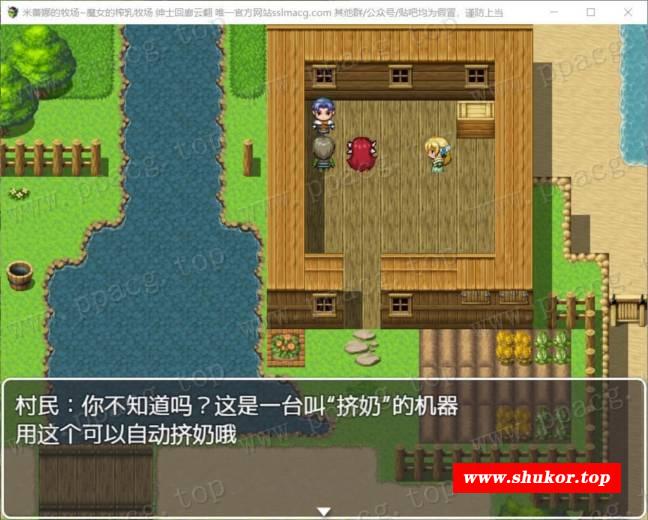 米蕾娜的牧场~魔女的榨乳牧场 绅士回廊云翻 唯一官方网站sslmacg.com 其他群/公众号/贴吧均为假冒，谨防上当
www.ppacg.top
村民：你不知道吗？这是一台叫“挤奶”的机器
用这个可以自动挤奶哦
www.shukor.top